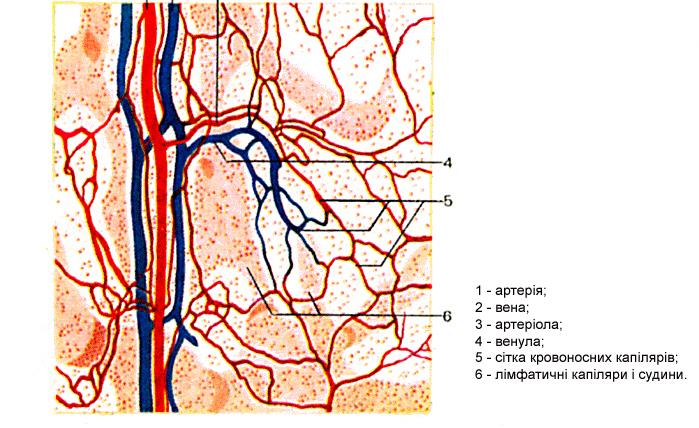 4
5
6
1 - артерія;
2 - вена;
3 - артеріола;
4 - венула;
5 - сітка кровоносних капілярів;
6 - лімфатичні капіляри і судини.